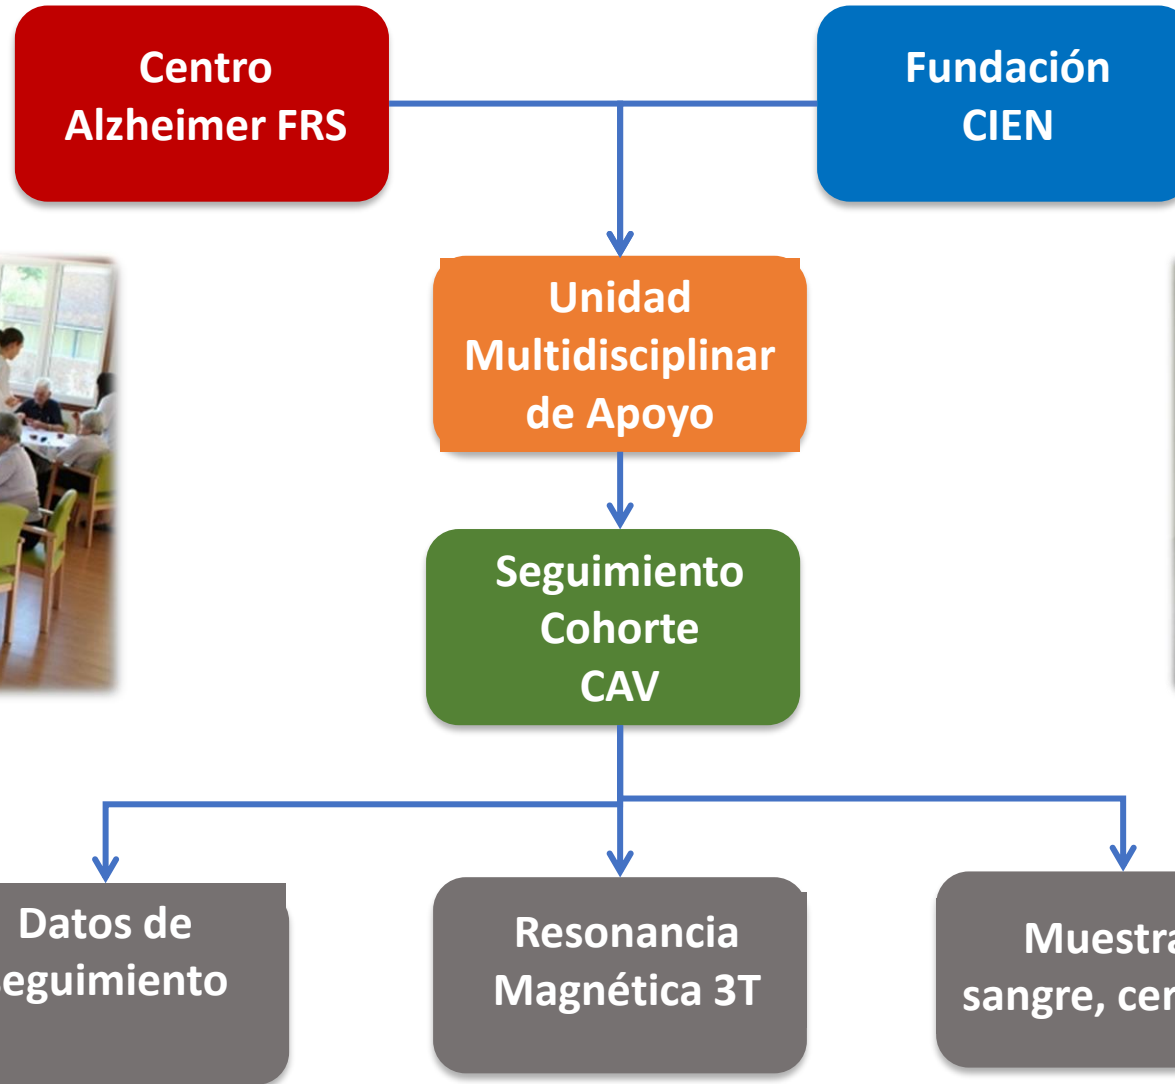 Centro
Alzheimer FRS
Fundación
CIEN
Unidad
Multidisciplinar
de Apoyo
Seguimiento
Cohorte
CAV
Datos de
eguimiento
Resonancia
Magnética 3T
Muestra
sangre, cer